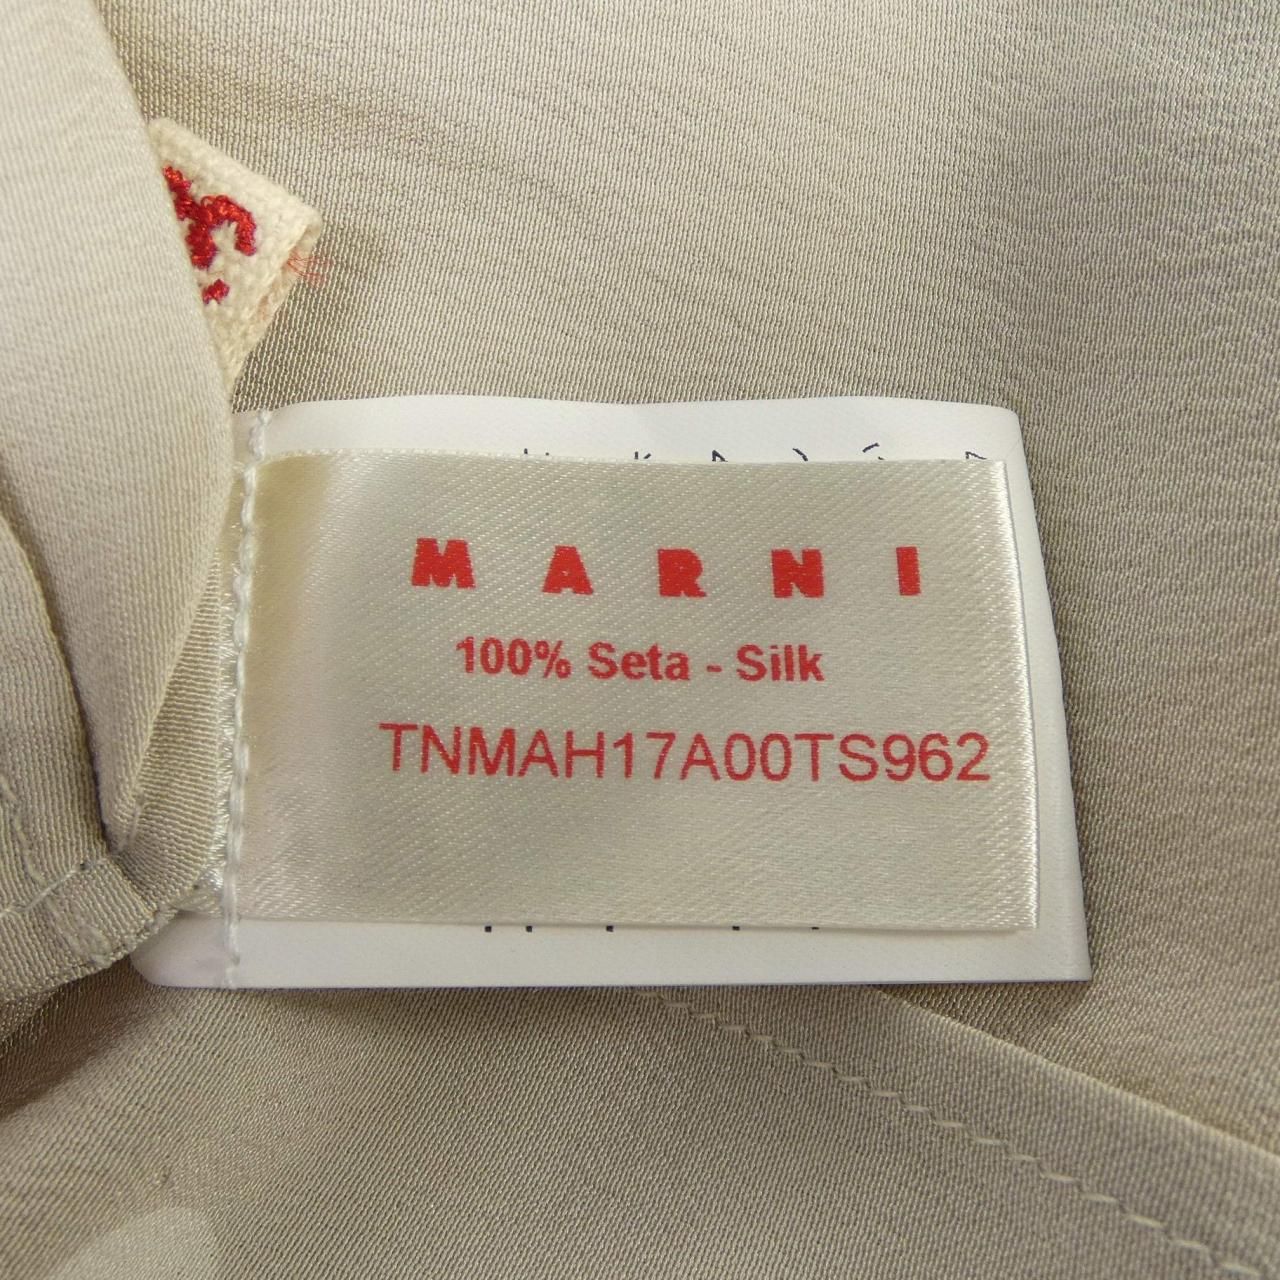 MARNI
100% Seta - Silk
TNMAH17A00TS962